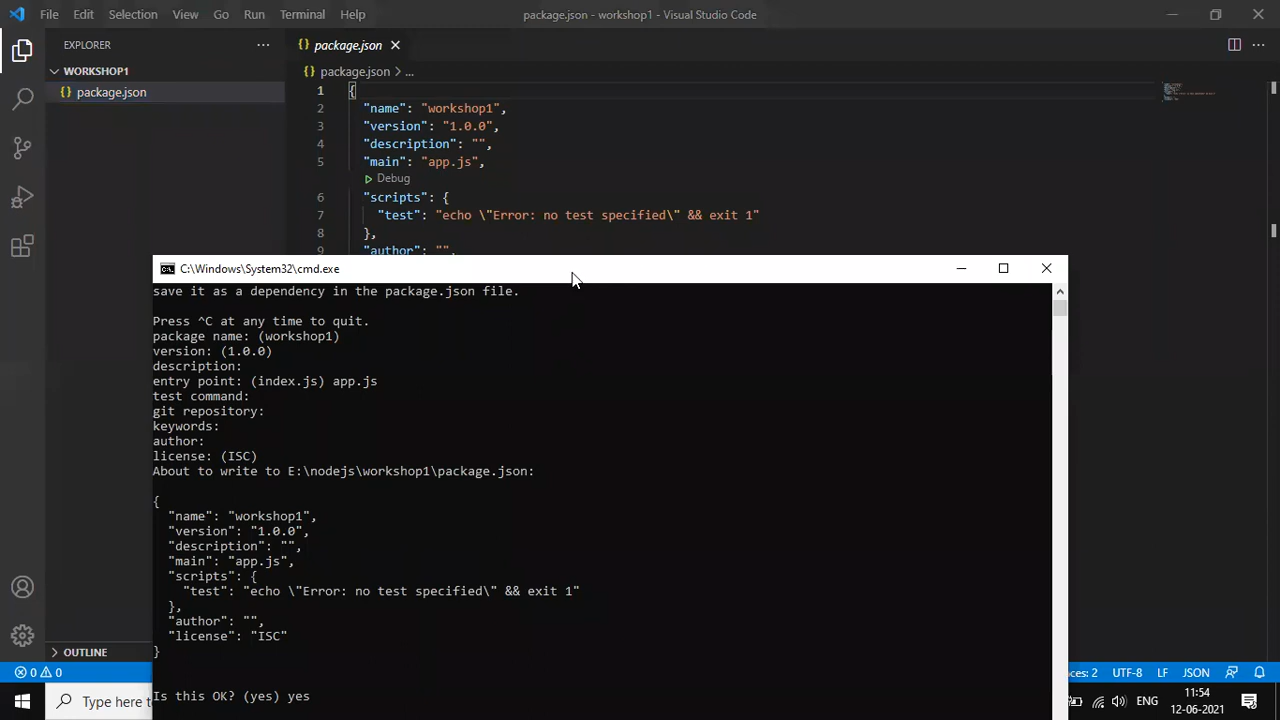 File Edit Selection View Go Run Terminal Help
package.json - workshop1 - Visual Studio Code
EXPLORER
WORKSHOP1
{} package.json
{} package.json
{} package.json > ...
1 {
2 "name": "workshop1",
3 "version": "1.0.0",
4 "description": "",
5 "main": "app.js",
Debug
6 "scripts": {
7 "test": "echo \"Error: no test specified\" && exit 1"
8 },
9 "author": "",
C:\Windows\System32\cmd.exe
save it as a dependency in the package.json file.
Press ^C at any time to quit.
package name: (workshop1)
version: (1.0.0)
description:
entry point: (index.js) app.js
test command:
git repository:
keywords:
author:
license: (ISC)
About to write to E:\nodejs\workshop1\package.json:
{
"name": "workshop1",
"version": "1.0.0",
"description": "",
"main": "app.js",
"scripts": {
"test": "echo \"Error: no test specified\" && exit 1"
},
"author": "",
"license": "ISC"
}
Is this OK? (yes) yes
OUTLINE
0 0
aces: 2 UTF-8 LF JSON
Type here to
ENG
11:54
12-06-2021